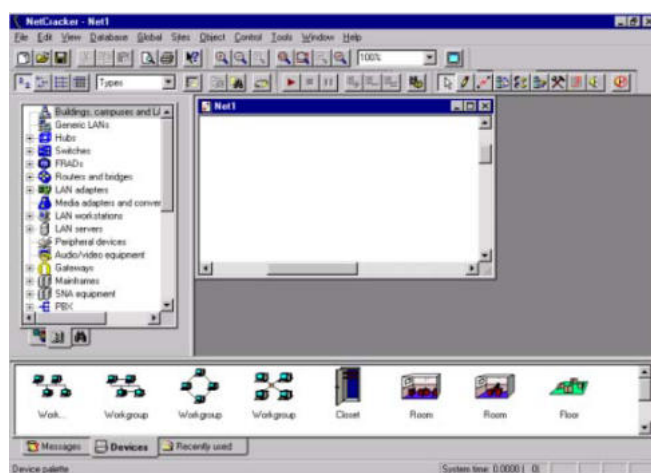 NetCracker - Net1
File Edit View Database Global Sites Object Control Tools Window Help
100%
Types
Buildings, campuses and LA
Generic LANs
Hubs
Switches
FRADs
Routers and bridges
LAN adapters
Media adapters and conver
LAN workstations
LAN servers
Peripheral devices
Audio/video equipment
Gateways
Mainframes
SNA equipment
PBX
Net1
Work... Workgroup Workgroup Workgroup Closet Room Room Floor
Messages Devices Recently used
Device palette System time: 0.0000 ( 0)